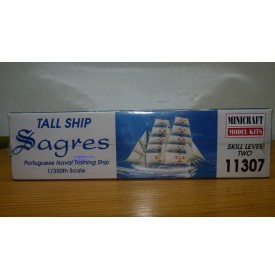 TALL SHIP
Sagres
Portuguese Naval Training Ship
1/350th Scale
MINICRAFT
MODEL KITS
SKILL LEVEL
TWO
11307